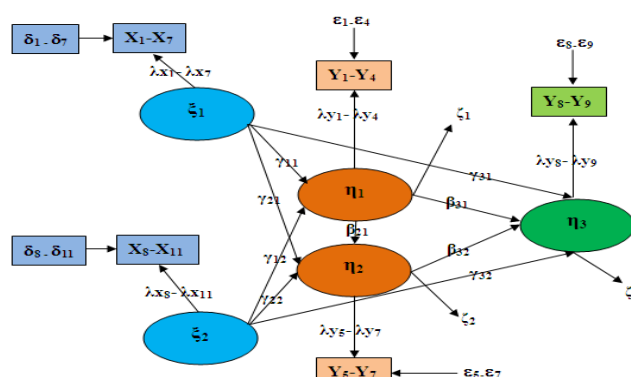 ε1-ε4
δ1 - δ7
X1-X7
ε8-ε9
λx1- λx7
Y1-Y4
Y8-Y9
ξ1
λy1- λy4
ζ1
λy8- λy9
γ11
γ31
γ21
η1
β31
η3
β21
δ8 - δ11
X8-X11
γ12
η2
β32
γ32
λx8- λx11
γ22
ζ
ξ2
λy5- λy7
ζ2
Y5-Y7
ε5-ε7